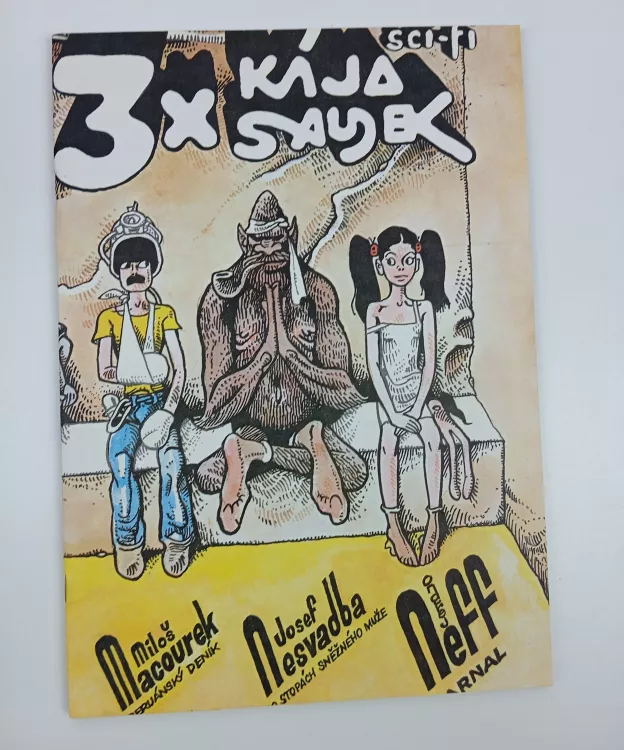 sci-fi
3x KÁJA
SAUDEK
Miloš
Macourek
PERUÁNSKÝ DENÍK
Josef
Nesvadba
PO STOPÁCH SNĚŽNÉHO MUŽE
Ondřej
Neff
ARNAL